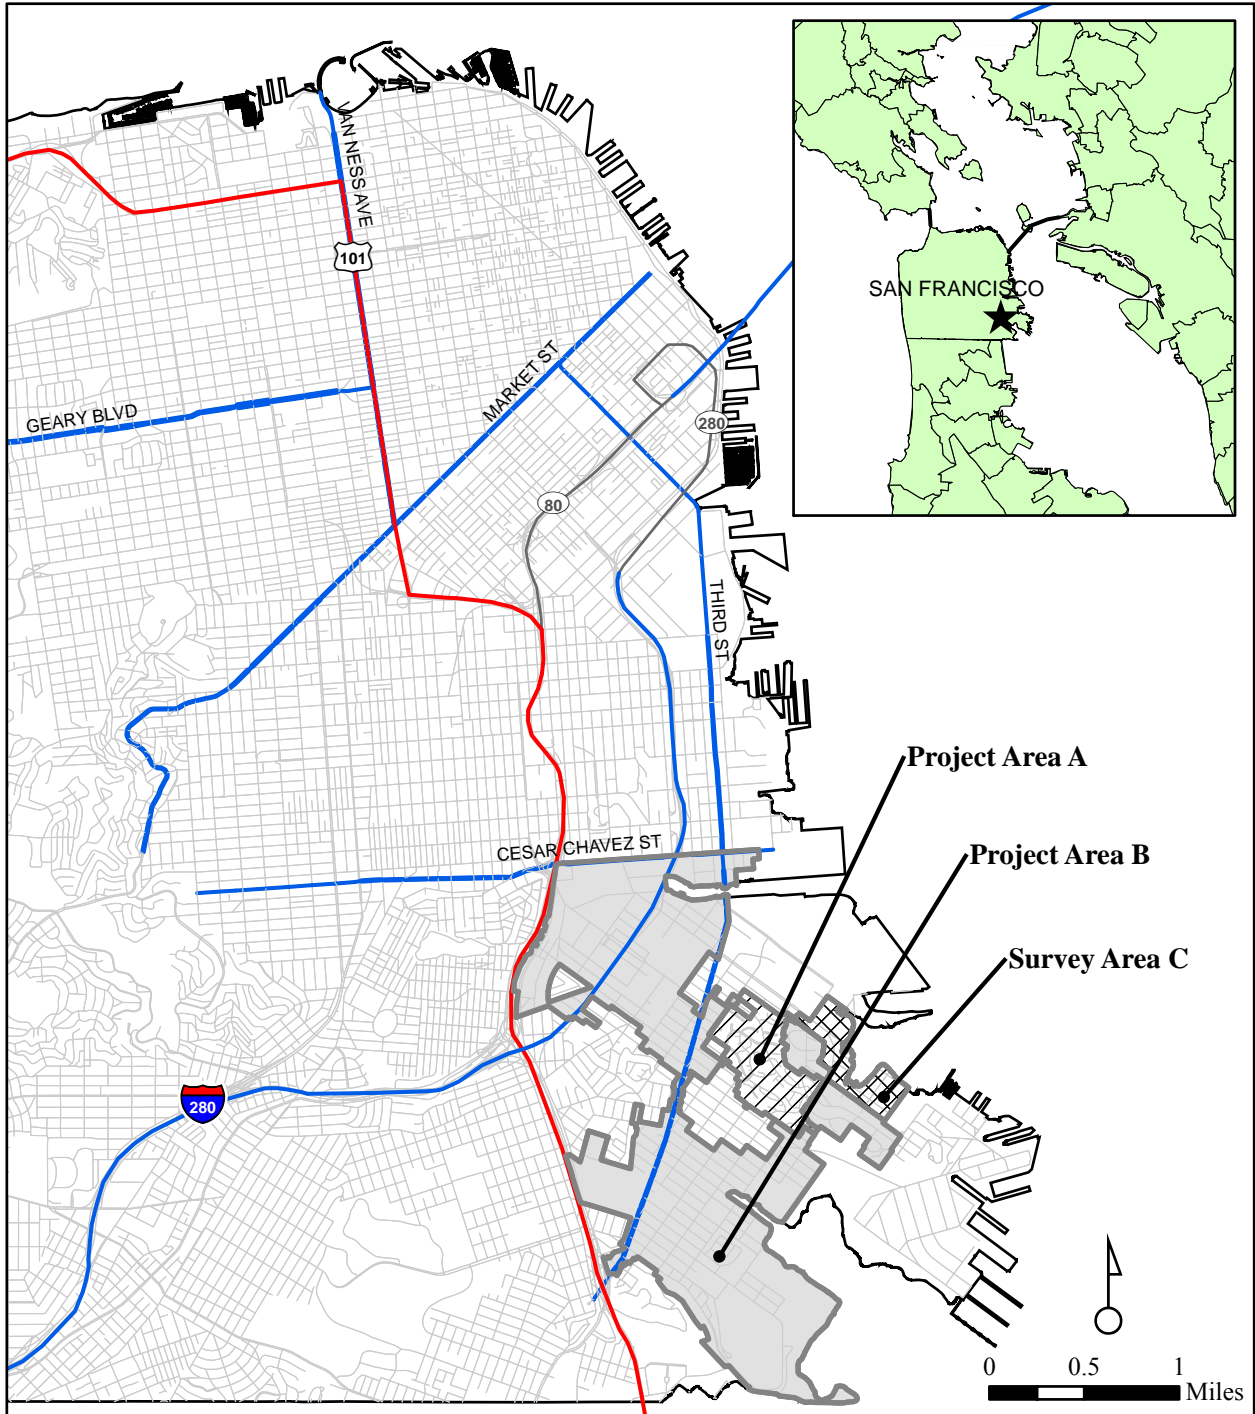 SAN FRANCISCO
VAN NESS AVE
101
GEARY BLVD
MARKET ST
280
80
THIRD ST
Project Area A
CESAR CHAVEZ ST
Project Area B
Survey Area C
280
0 0.5 1
Miles